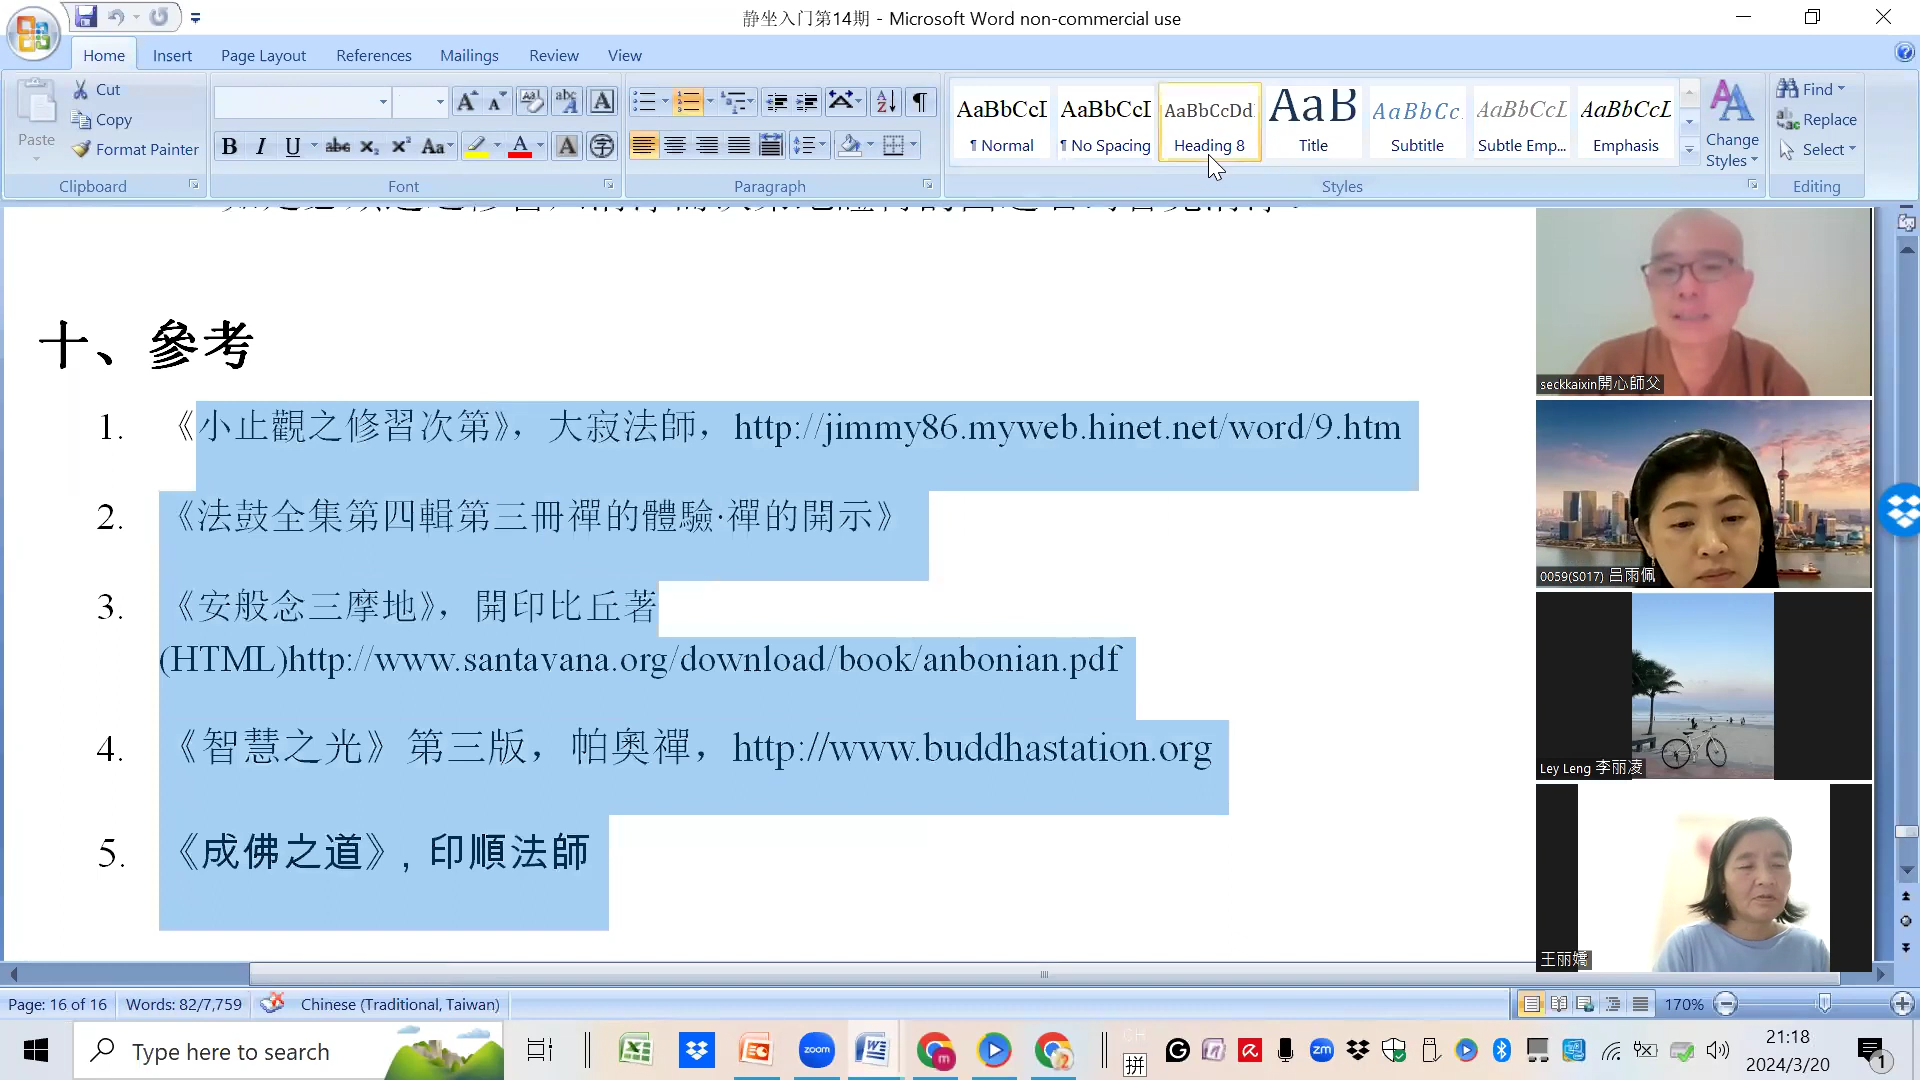 静坐入门第14期 - Microsoft Word non-commercial use
Home Insert Page Layout References Mailings Review View
Paste
Cut
Copy
Format Painter
Clipboard
Font
Paragraph
AaBbCcI AaBbCcI AaBbCcDd AaB AaBbCc. AaBbCcL AaBbCcL
¶ Normal ¶ No Spacing Heading 8 Title Subtitle Subtle Emp... Emphasis
Change Styles
Styles
Find
Replace
Select
Editing
十、參考
1. 《小止觀之修習次第》，大寂法師，http://jimmy86.myweb.hinet.net/word/9.htm
2. 《法鼓全集第四輯第三冊禪的體驗·禪的開示》
3. 《安般念三摩地》，開印比丘著
(HTML)http://www.santavana.org/download/book/anbonian.pdf
4. 《智慧之光》第三版，帕奧禪，http://www.buddhastation.org
5. 《成佛之道》, 印順法師
seckkaixin開心師父
0059(S017) 吕雨佩
Ley Leng 李丽凌
王丽嬌
Page: 16 of 16 Words: 82/7,759 Chinese (Traditional, Taiwan) 170%
Type here to search
zoom
zm
拼
21:18
2024/3/20
1